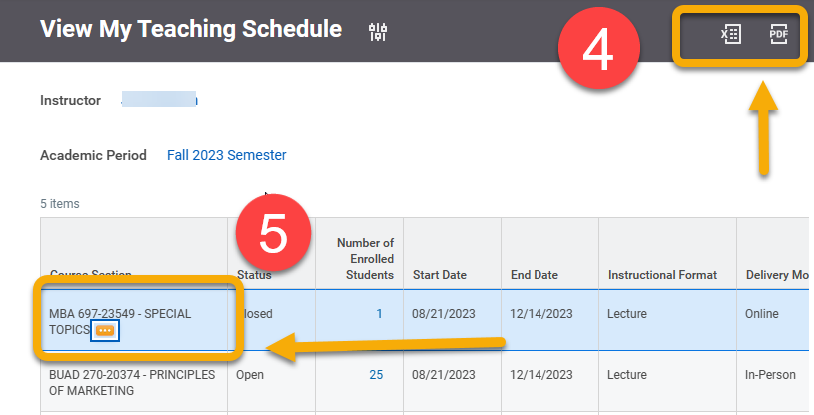 View My Teaching Schedule
4
X
PDF
Instructor
Academic Period Fall 2023 Semester
5 items
5
Number of
Enrolled
Students
Course Section Status Start Date End Date Instructional Format Delivery Mo
MBA 697-23549 - SPECIAL
TOPICS
losed 1 08/21/2023 12/14/2023 Lecture Online
BUAD 270-20374 - PRINCIPLES
OF MARKETING
Open 25 08/21/2023 12/14/2023 Lecture In-Person